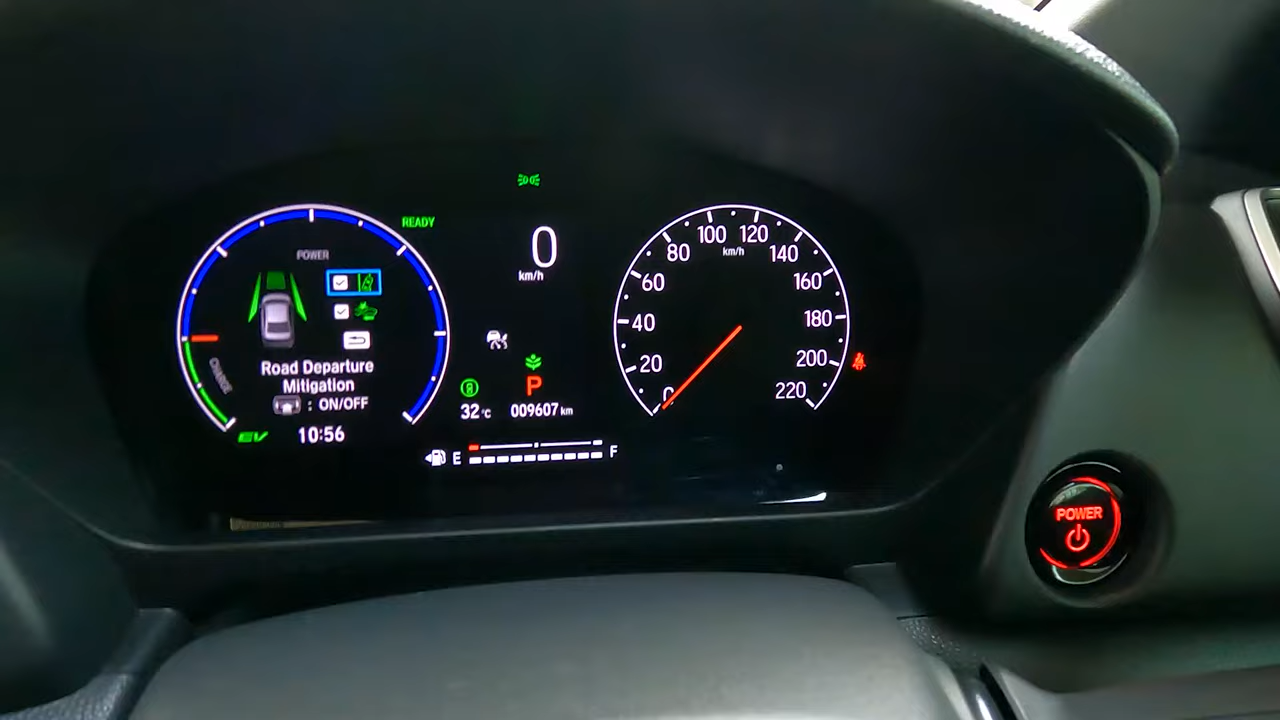 READY
0
km/h
POWER
Road Departure
Mitigation
: ON/OFF
CHARGE
EV
10:56
P
32°C
009607 km
E
F
0
20
40
60
80
100
120
140
160
180
200
220
km/h
POWER